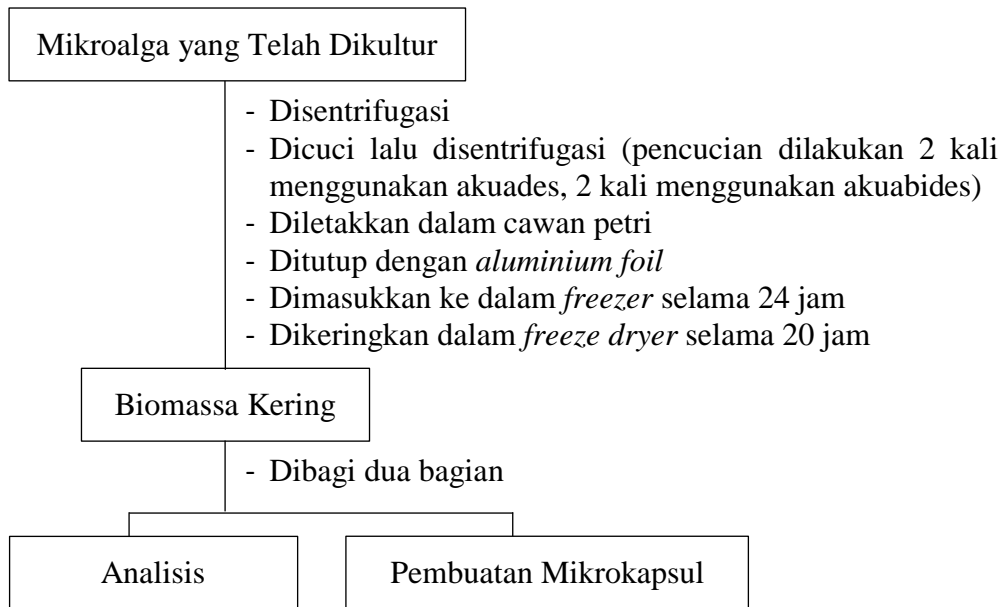 Mikroalga yang Telah Dikultur
- Disentrifugasi
- Dicuci lalu disentrifugasi (pencucian dilakukan 2 kali
menggunakan akuades, 2 kali menggunakan akuabides)
- Diletakkan dalam cawan petri
- Ditutup dengan aluminium foil
- Dimasukkan ke dalam freezer selama 24 jam
- Dikeringkan dalam freeze dryer selama 20 jam
Biomassa Kering
- Dibagi dua bagian
Analisis
Pembuatan Mikrokapsul